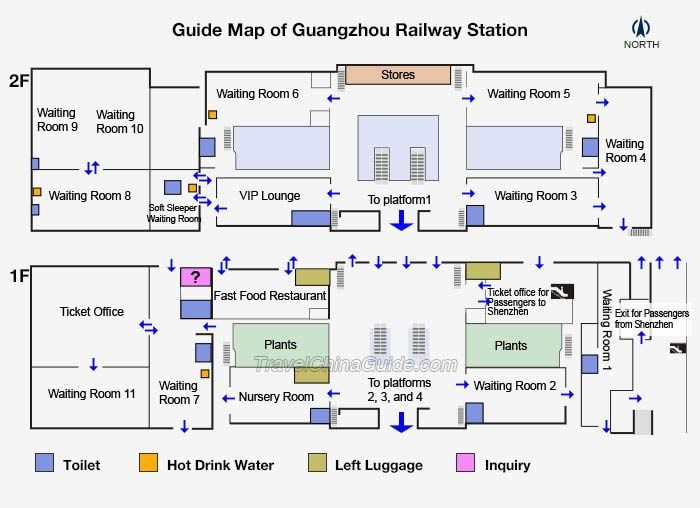 Guide Map of Guangzhou Railway Station
NORTH
2F
Stores
Waiting Room 6
Waiting Room 5
Waiting
Room 9
Waiting
Room 10
Waiting
Room 4
Waiting Room 8
Soft Sleeper
Waiting Room
VIP Lounge
To platform1
Waiting Room 3
1F
?
Fast Food Restaurant
Ticket office for
Passengers to
Shenzhen
Ticket Office
Waiting Room 1
Exit for Passengers
from Shenzhen
Plants
Plants
TravelChinaGuide.com
Waiting Room 11
Waiting
Room 7
Nursery Room
To platforms
2, 3, and 4
Waiting Room 2
Toilet
Hot Drink Water
Left Luggage
Inquiry